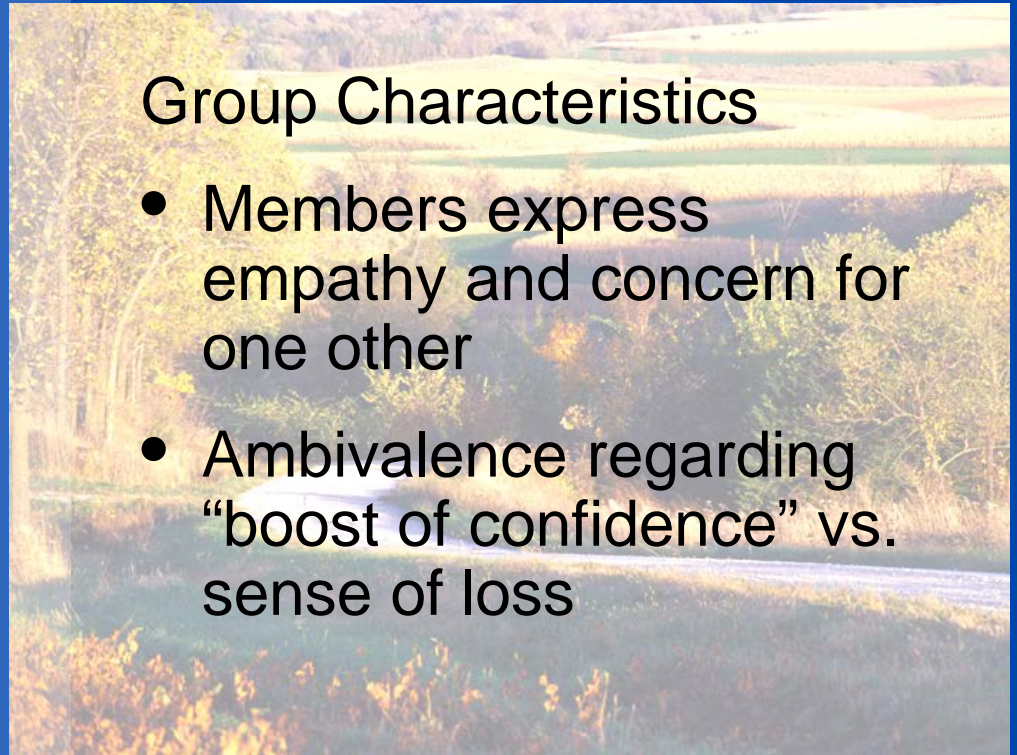 Group Characteristics
• Members express
empathy and concern for
one other
• Ambivalence regarding
“boost of confidence” vs.
sense of loss